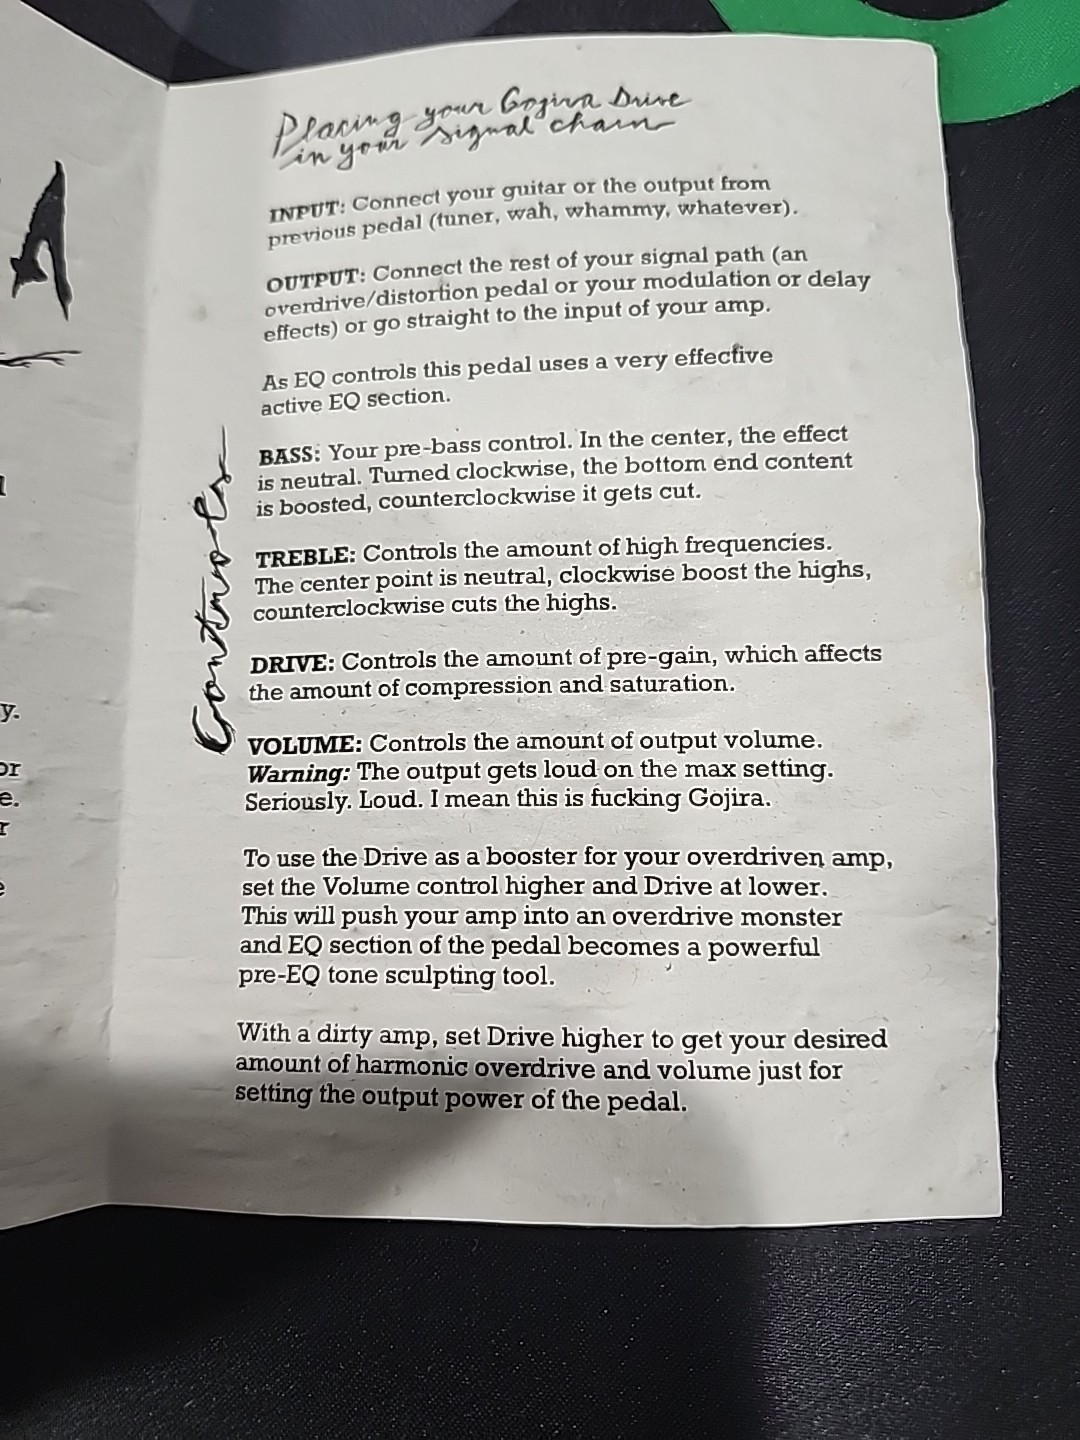 Placing your Gojira Drive
in your signal chain
INPUT: Connect your guitar or the output from
previous pedal (tuner, wah, whammy, whatever).
OUTPUT: Connect the rest of your signal path (an
overdrive/distortion pedal or your modulation or delay
effects) or go straight to the input of your amp.
As EQ controls this pedal uses a very effective
active EQ section.
Controls
BASS: Your pre-bass control. In the center, the effect
is neutral. Turned clockwise, the bottom end content
is boosted, counterclockwise it gets cut.
TREBLE: Controls the amount of high frequencies.
The center point is neutral, clockwise boost the highs,
counterclockwise cuts the highs.
DRIVE: Controls the amount of pre-gain, which affects
the amount of compression and saturation.
VOLUME: Controls the amount of output volume.
Warning: The output gets loud on the max setting.
Seriously. Loud. I mean this is fucking Gojira.
To use the Drive as a booster for your overdriven amp,
set the Volume control higher and Drive at lower.
This will push your amp into an overdrive monster
and EQ section of the pedal becomes a powerful
pre-EQ tone sculpting tool.
With a dirty amp, set Drive higher to get your desired
amount of harmonic overdrive and volume just for
setting the output power of the pedal.